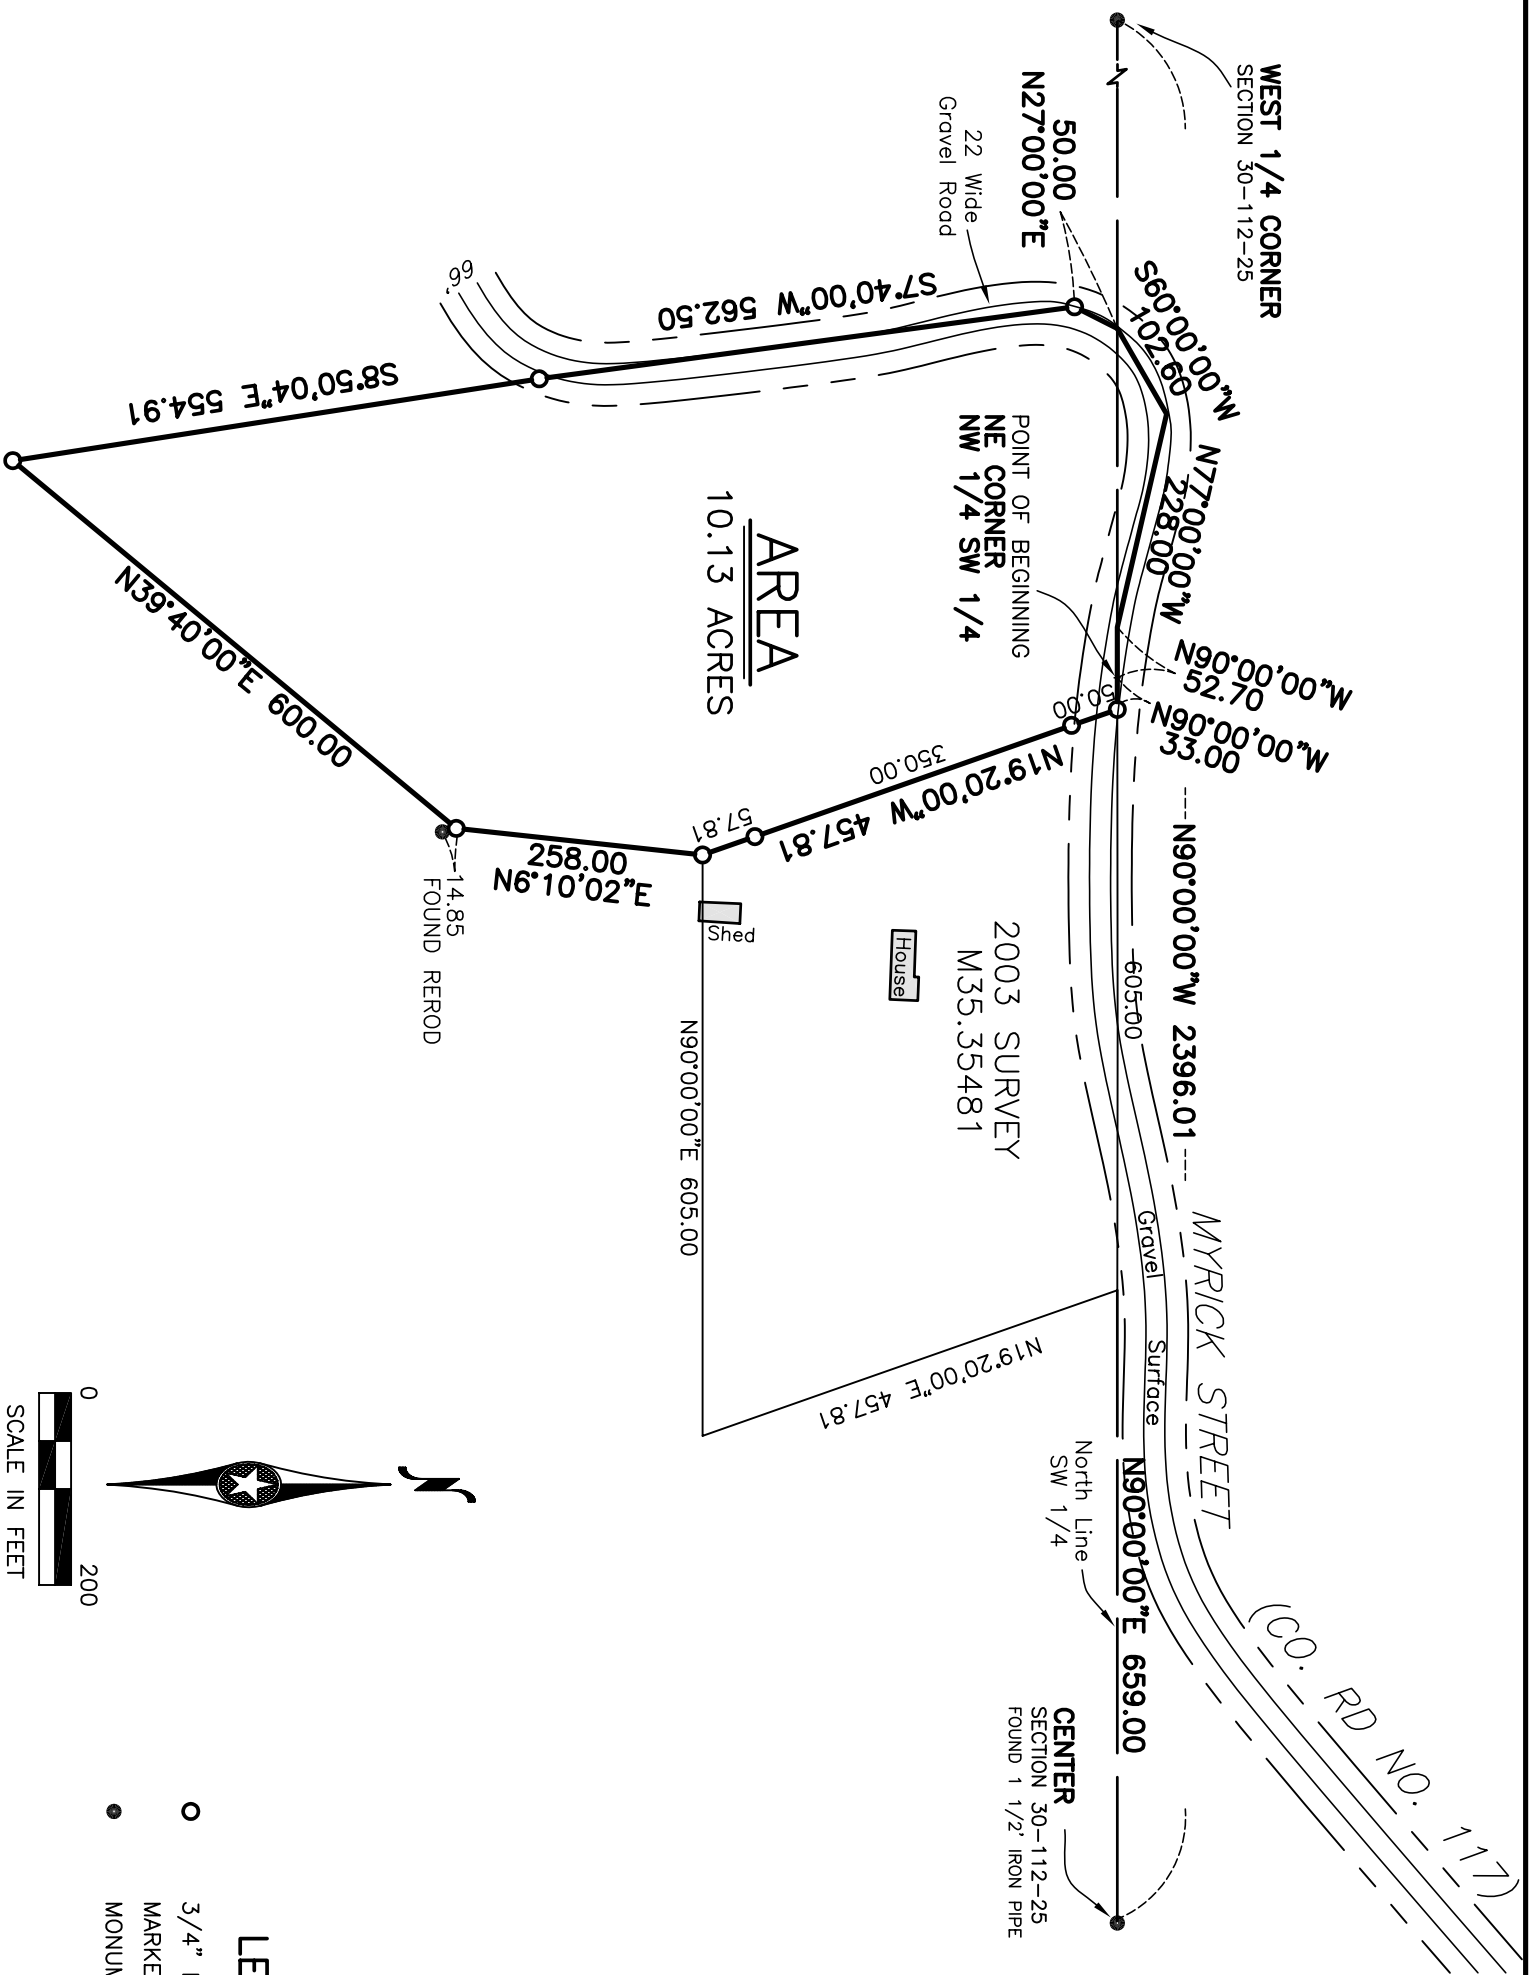 WEST 1/4 CORNER
SECTION 30-112-25
50.00
N27°00'00"E
22 Wide
Gravel Road
S60°00'00"W
102.60
N77°00'00"W
228.00
N90°00'00"W
52.70
N90°00'00"W
33.00
N90°00'00"W 2396.01
605.00
MYRICK STREET
(CO. RD NO. 117)
Gravel Surface
N90°00'00"E 659.00
North Line
SW 1/4
CENTER
SECTION 30-112-25
FOUND 1 1/2' IRON PIPE
POINT OF BEGINNING
NE CORNER
NW 1/4 SW 1/4
50.00
350.00
N19°20'00"W 457.81
57.81
S7°40'00"W 562.50
66'
S8°50'04"E 554.91
AREA
10.13 ACRES
N39°40'00"E 600.00
258.00
N6°10'02"E
14.85
FOUND REROD
Shed
House
2003 SURVEY
M35.35481
N90°00'00"E 605.00
N19°20'00"E 457.81
N
0 200
SCALE IN FEET
LE
3/4"
MARKE
MONUM